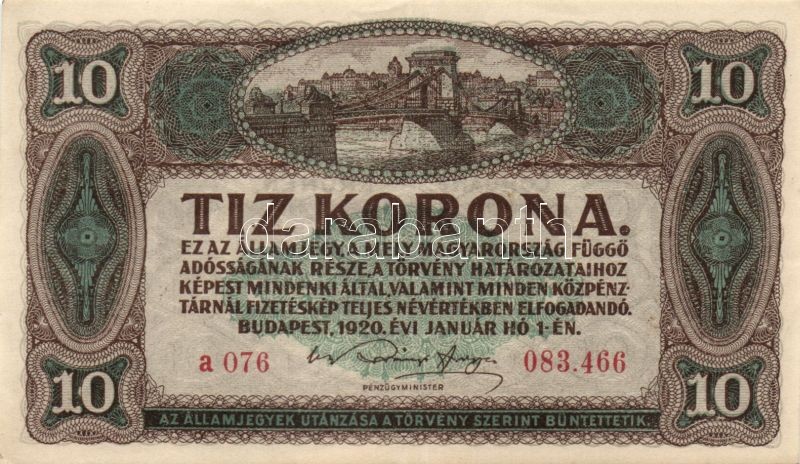 10 10
TIZ KORONA.
EZ AZ ÁLLAMJEGY, A MELY MAGYARORSZÁG FÜGGŐ
ADÓSSÁGÁNAK RÉSZE, A TÖRVÉNY HATÁROZATAIHOZ
KÉPEST MINDENKI ÁLTAL, VALAMINT MINDEN KÖZPÉNZ-
TÁRNÁL FIZETÉSKÉP TELJES NÉVÉRTÉKBEN ELFOGADANDÓ.
BUDAPEST, 1920. ÉVI JANUÁR HÓ 1-ÉN.
a 076 083.466
PÉNZÜGYMINISTER
10 10
AZ ÁLLAMJEGYEK UTÁNZÁSA A TÖRVÉNY SZERINT BÜNTETTETIK.
darabanth